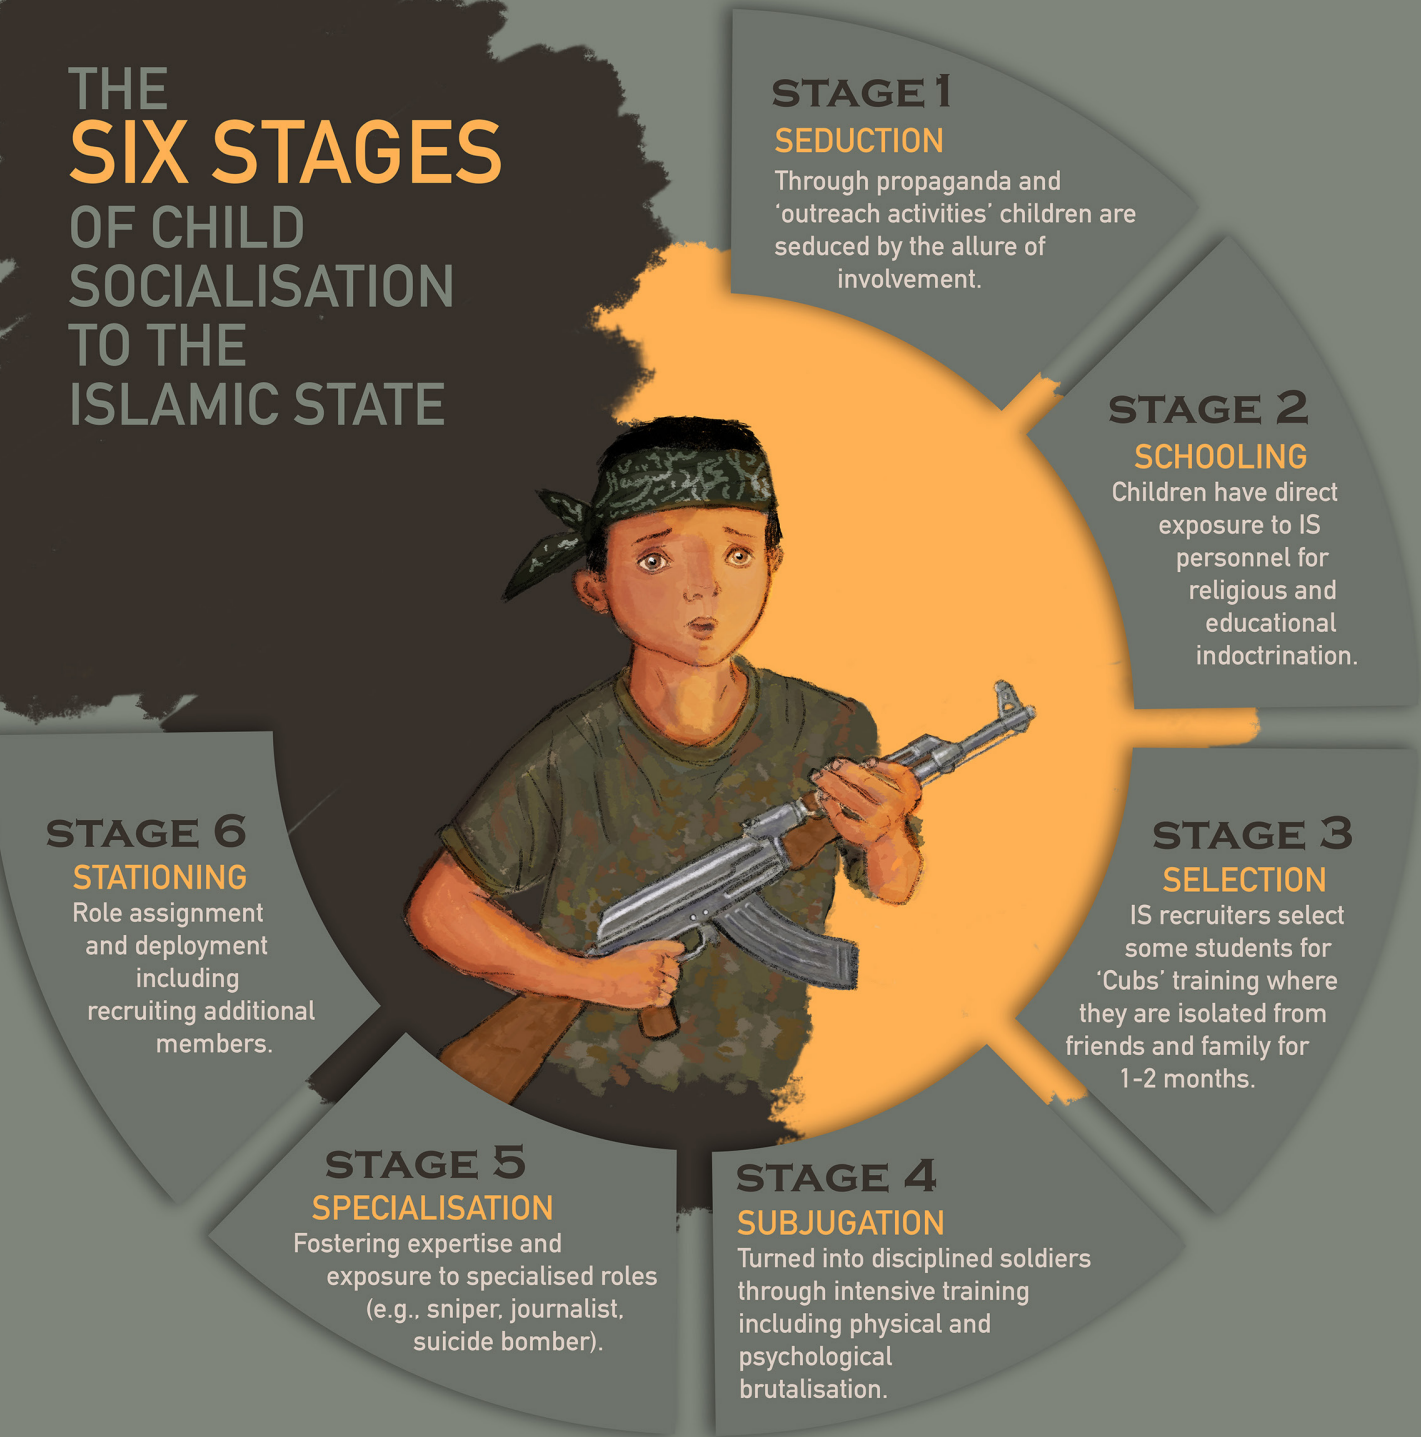 THE
SIX STAGES
OF CHILD
SOCIALISATION
TO THE
ISLAMIC STATE
STAGE 1
SEDUCTION
Through propaganda and
‘outreach activities’ children are
seduced by the allure of
involvement.
STAGE 2
SCHOOLING
Children have direct
exposure to IS
personnel for
religious and
educational
indoctrination.
STAGE 3
SELECTION
IS recruiters select
some students for
‘Cubs’ training where
they are isolated from
friends and family for
1-2 months.
STAGE 4
SUBJUGATION
Turned into disciplined soldiers
through intensive training
including physical and
psychological
brutalisation.
STAGE 5
SPECIALISATION
Fostering expertise and
exposure to specialised roles
(e.g., sniper, journalist,
suicide bomber).
STAGE 6
STATIONING
Role assignment
and deployment
including
recruiting additional
members.